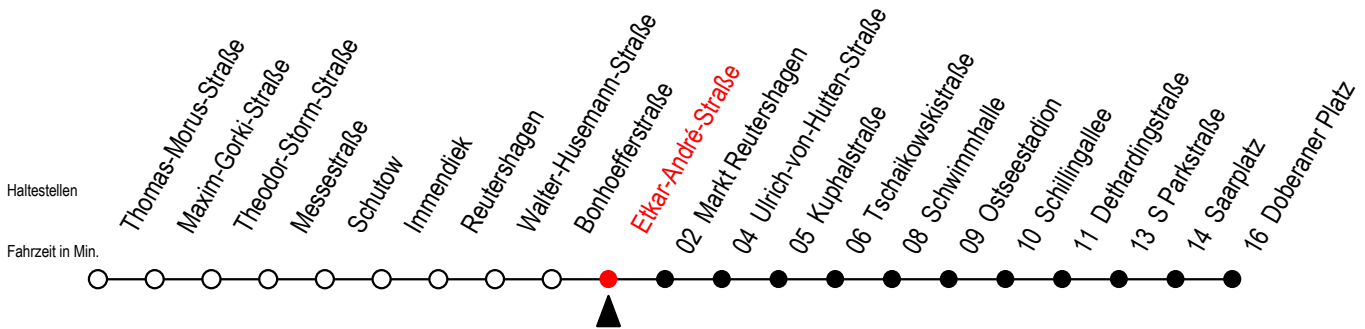 Haltestellen
Fahrzeit in Min.
Thomas-Morus-Straße
Maxim-Gorki-Straße
Theodor-Storm-Straße
Messestraße
Schutow
Immendiek
Reutershagen
Walter-Husemann-Straße
Bonhoefferstraße
Etkar-André-Straße
02 Markt Reutershagen
04 Ulrich-von-Hutten-Straße
05 Kuphalstraße
06 Tschaikowskistraße
08 Schwimmhalle
09 Ostseestadion
10 Schillingallee
11 Dethardingstraße
13 S Parkstraße
14 Saarplatz
16 Doberaner Platz